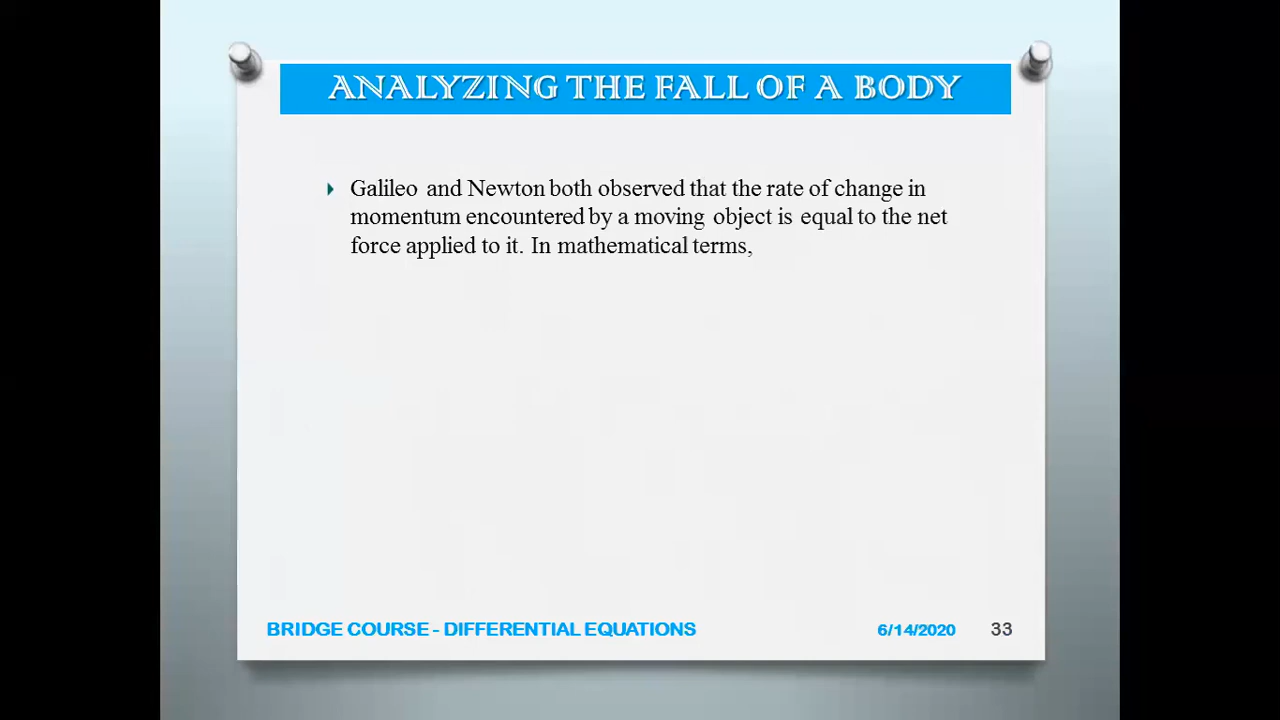 ANALYZING THE FALL OF A BODY
Galileo and Newton both observed that the rate of change in
momentum encountered by a moving object is equal to the net
force applied to it. In mathematical terms,
BRIDGE COURSE - DIFFERENTIAL EQUATIONS 6/14/2020 33